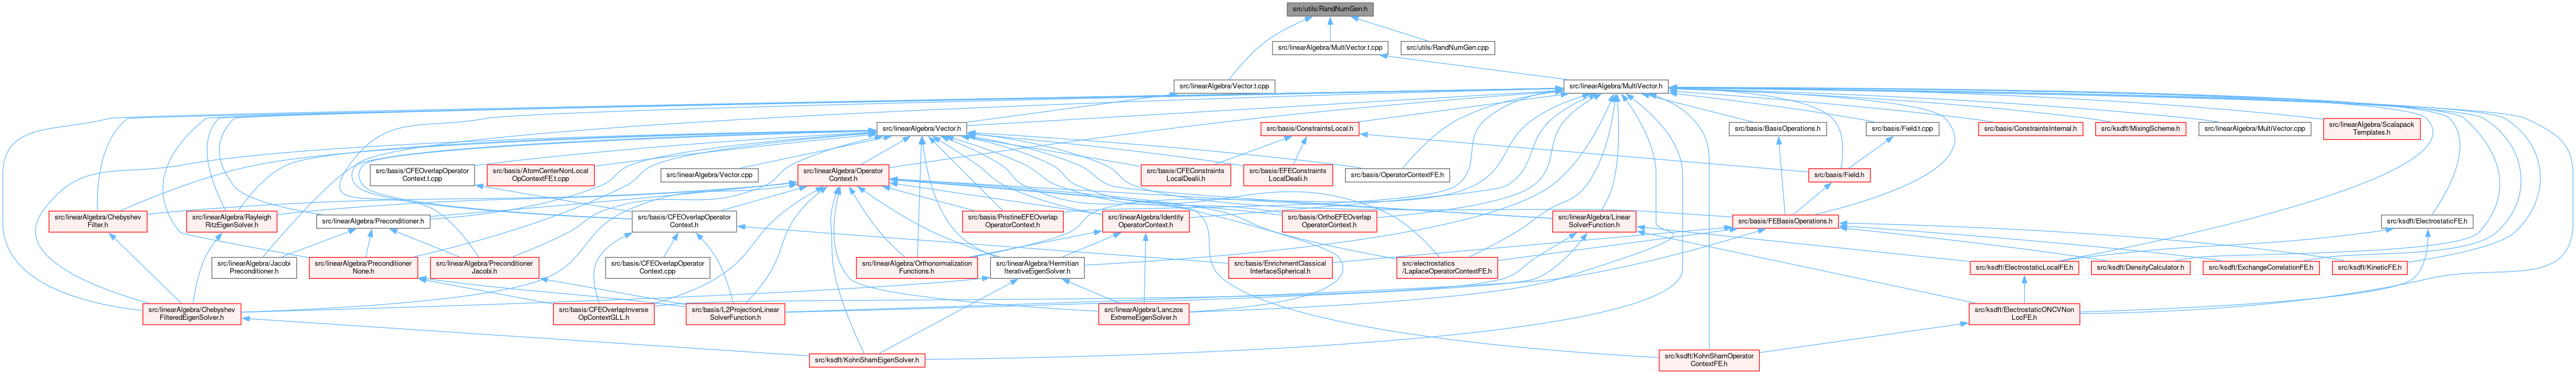 src/utils/RandNumGen.h
src/linearAlgebra/MultiVector.t.cpp
src/utils/RandNumGen.cpp
src/linearAlgebra/Vector.t.cpp
src/linearAlgebra/MultiVector.h
src/linearAlgebra/Vector.h
src/basis/ConstraintsLocal.h
src/basis/BasisOperations.h
src/basis/Field.t.cpp
src/basis/ConstraintsInternal.h
src/ksdft/MixingScheme.h
src/linearAlgebra/MultiVector.cpp
src/linearAlgebra/Scalapack
Templates.h
src/basis/CFEOverlapOperator
Context.t.cpp
src/basis/AtomCenterNonLocal
OpContextFE.t.cpp
src/linearAlgebra/Vector.cpp
src/linearAlgebra/Operator
Context.h
src/basis/CFEConstraints
LocalDealii.h
src/basis/EFEConstraints
LocalDealii.h
src/basis/OperatorContextFE.h
src/basis/Field.h
src/linearAlgebra/Chebyshev
Filter.h
src/linearAlgebra/Rayleigh
RitzEigenSolver.h
src/linearAlgebra/Preconditioner.h
src/basis/CFEOverlapOperator
Context.h
src/basis/PristineEFEOverlap
OperatorContext.h
src/linearAlgebra/Identity
OperatorContext.h
src/basis/OrthoEFEOverlap
OperatorContext.h
src/linearAlgebra/Linear
SolverFunction.h
src/basis/FEBasisOperations.h
src/ksdft/ElectrostaticFE.h
src/linearAlgebra/Jacobi
Preconditioner.h
src/linearAlgebra/Preconditioner
None.h
src/linearAlgebra/Preconditioner
Jacobi.h
src/basis/CFEOverlapOperator
Context.cpp
src/linearAlgebra/Orthonormalization
Functions.h
src/linearAlgebra/Hermitian
IterativeEigenSolver.h
src/basis/EnrichmentClassical
InterfaceSpherical.h
src/electrostatics
/LaplaceOperatorContextFE.h
src/ksdft/ElectrostaticLocalFE.h
src/ksdft/DensityCalculator.h
src/ksdft/ExchangeCorrelationFE.h
src/ksdft/KineticFE.h
src/linearAlgebra/Chebyshev
FilteredEigenSolver.h
src/basis/CFEOverlapInverse
OpContextGLL.h
src/basis/L2ProjectionLinear
SolverFunction.h
src/linearAlgebra/Lanczos
ExtremeEigenSolver.h
src/ksdft/ElectrostaticONCVNon
LocFE.h
src/ksdft/KohnShamEigenSolver.h
src/ksdft/KohnShamOperator
ContextFE.h